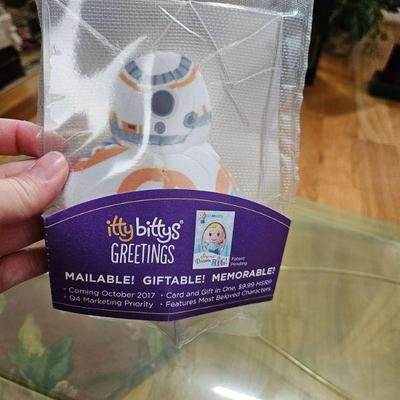 itty bittys®
GREETINGS
Patent
Pending
MAILABLE! GIFTABLE! MEMORABLE!
• Coming October 2017 • Card and Gift in One, $9.99 MSRP
• Q4 Marketing Priority • Features Most Beloved Characters